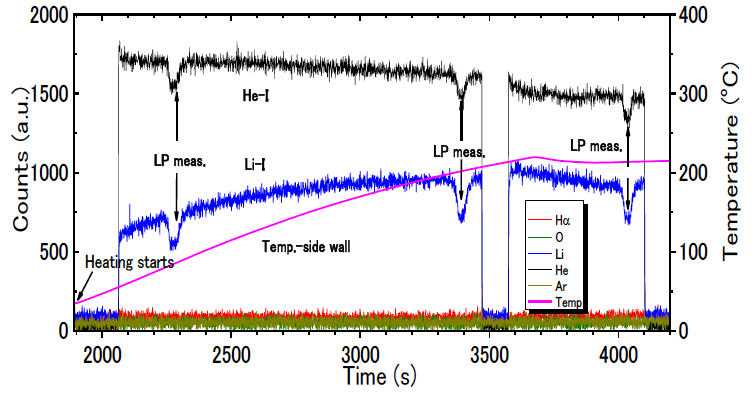 2000
400
1500
300
1000
200
500
100
0
0
2000
2500
3000
3500
4000
Counts (a.u.)
Temperature (°C)
Time (s)
He-I
LP meas.
LP meas.
LP meas.
Li-I
Temp.-side wall
Heating starts
Hα
O
Li
He
Ar
Temp